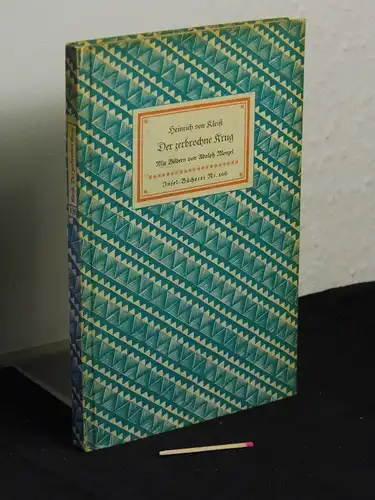 Heinrich von Kleist
Der zerbrochne Krug
Mit Bildern von Adolph Menzel
Insel-Bücherei Nr. 106